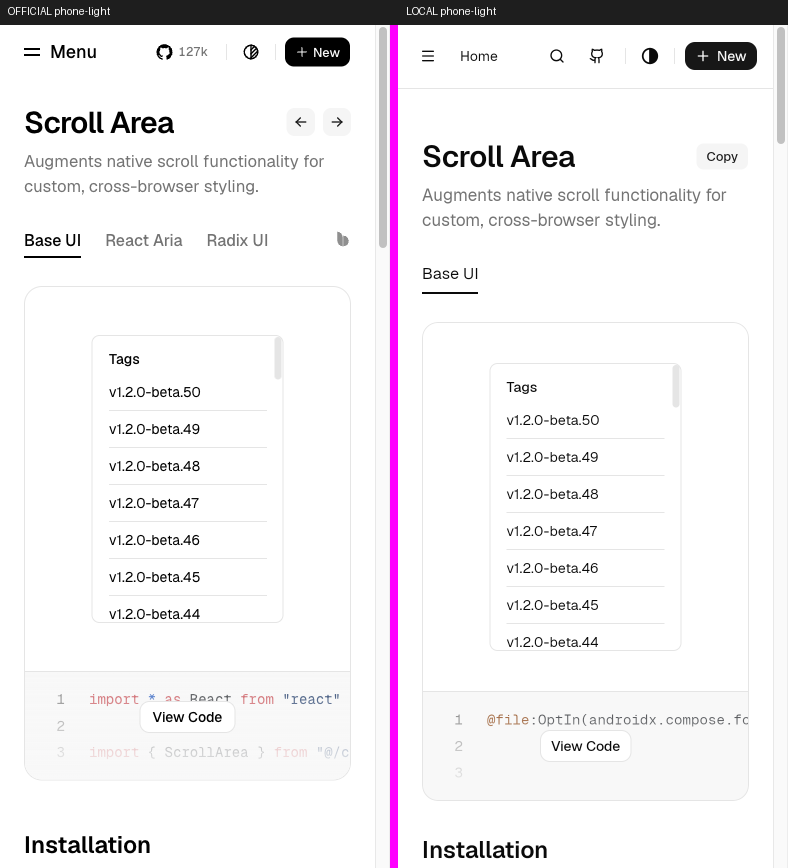 OFFICIAL phone-light
Menu
127k
New
Scroll Area
Augments native scroll functionality for
custom, cross-browser styling.
Base UI React Aria Radix UI
Tags
v1.2.0-beta.50
v1.2.0-beta.49
v1.2.0-beta.48
v1.2.0-beta.47
v1.2.0-beta.46
v1.2.0-beta.45
v1.2.0-beta.44
1 import * as React from "react"
2
View Code
3 import { ScrollArea } from "@/c
Installation
LOCAL phone-light
Home
New
Scroll Area
Copy
Augments native scroll functionality for
custom, cross-browser styling.
Base UI
Tags
v1.2.0-beta.50
v1.2.0-beta.49
v1.2.0-beta.48
v1.2.0-beta.47
v1.2.0-beta.46
v1.2.0-beta.45
v1.2.0-beta.44
1 @file:OptIn(androidx.compose.fo
2
View Code
3
Installation